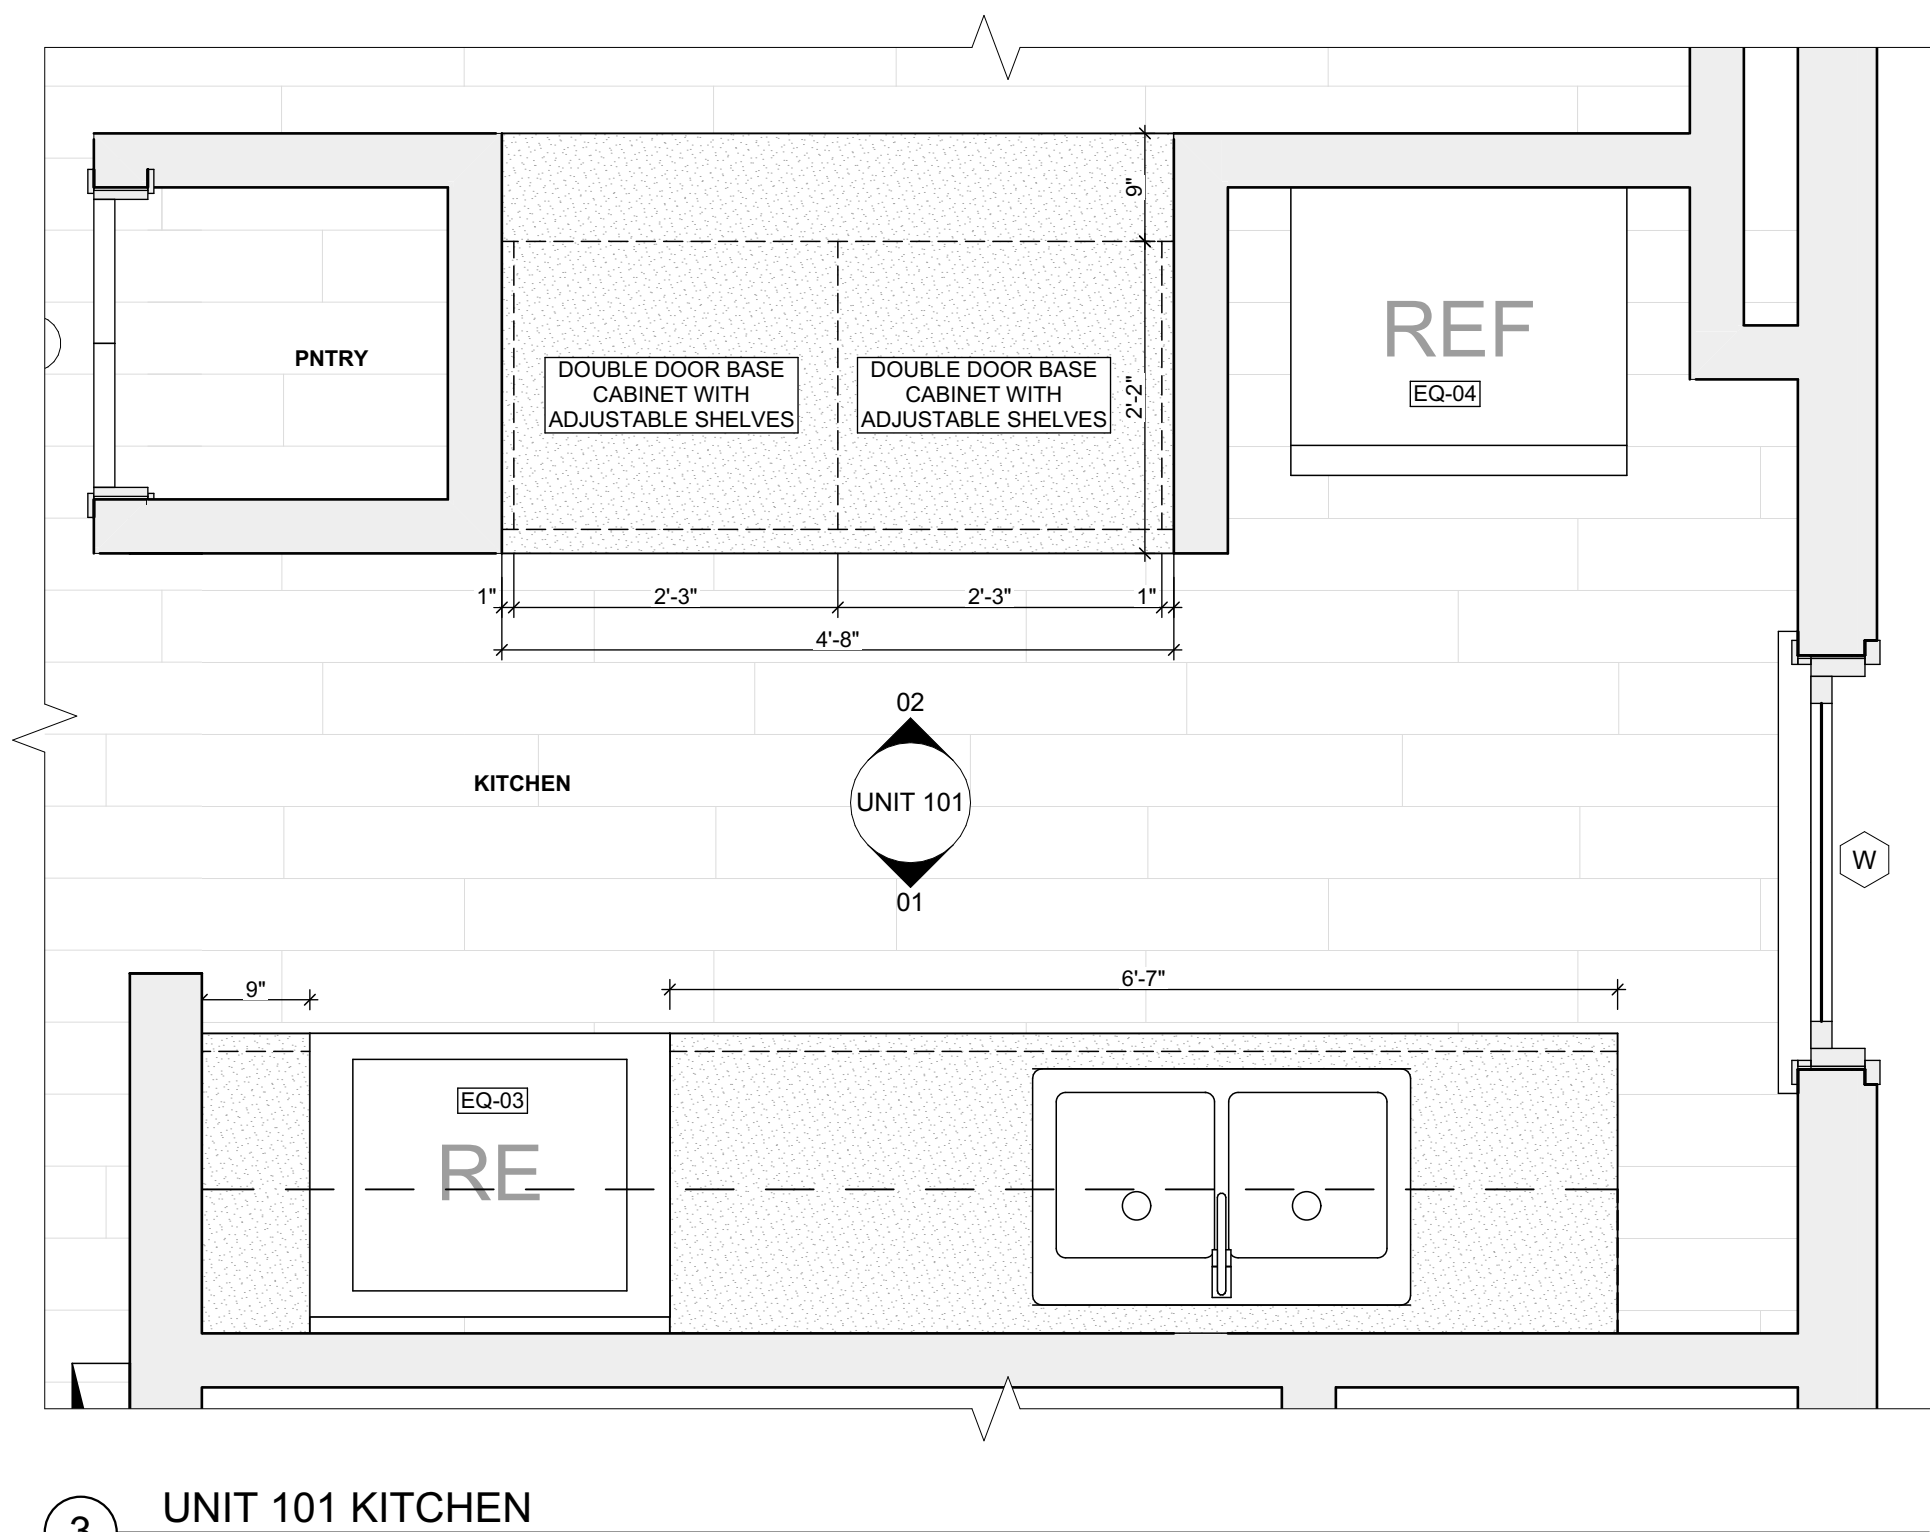 9"
REF
PNTRY
DOUBLE DOOR BASE
CABINET WITH
ADJUSTABLE SHELVES
DOUBLE DOOR BASE
CABINET WITH
ADJUSTABLE SHELVES
2'-2"
EQ-04
1"
2'-3"
2'-3"
1"
4'-8"
02
KITCHEN
UNIT 101
W
01
9"
6'-7"
EQ-03
RE
UNIT 101 KITCHEN
3